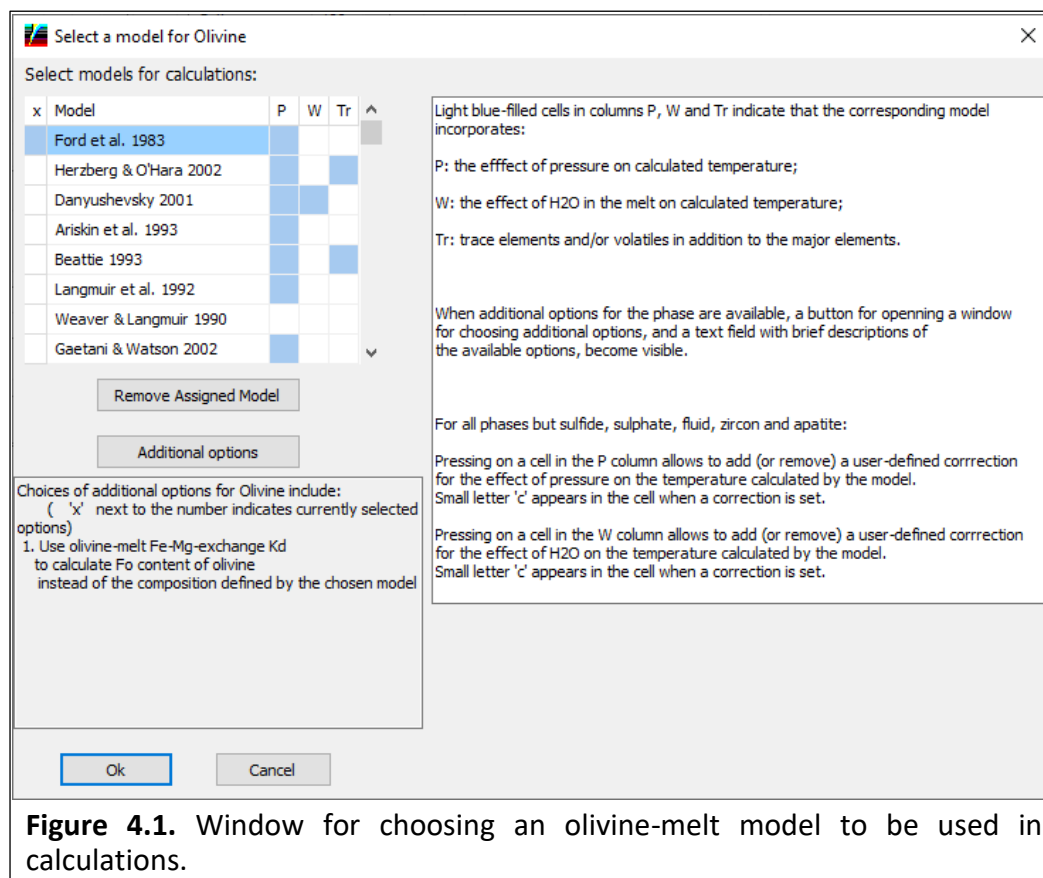 Select a model for Olivine
Select models for calculations:
x Model P W Tr
Ford et al. 1983
Herzberg & O'Hara 2002
Danyushevsky 2001
Ariskin et al. 1993
Beattie 1993
Langmuir et al. 1992
Weaver & Langmuir 1990
Gaetani & Watson 2002
Remove Assigned Model
Additional options
Choices of additional options for Olivine include:
( 'x' next to the number indicates currently selected
options)
1. Use olivine-melt Fe-Mg-exchange Kd
to calculate Fo content of olivine
instead of the composition defined by the chosen model
Light blue-filled cells in columns P, W and Tr indicate that the corresponding model
incorporates:
P: the efffect of pressure on calculated temperature;
W: the effect of H2O in the melt on calculated temperature;
Tr: trace elements and/or volatiles in addition to the major elements.
When additional options for the phase are available, a button for openning a window
for choosing additional options, and a text field with brief descriptions of
the available options, become visible.
For all phases but sulfide, sulphate, fluid, zircon and apatite:
Pressing on a cell in the P column allows to add (or remove) a user-defined corrrection
for the effect of pressure on the temperature calculated by the model.
Small letter 'c' appears in the cell when a correction is set.
Pressing on a cell in the W column allows to add (or remove) a user-defined corrrection
for the effect of H2O on the temperature calculated by the model.
Small letter 'c' appears in the cell when a correction is set.
Ok
Cancel
Figure 4.1. Window for choosing an olivine-melt model to be used in
calculations.